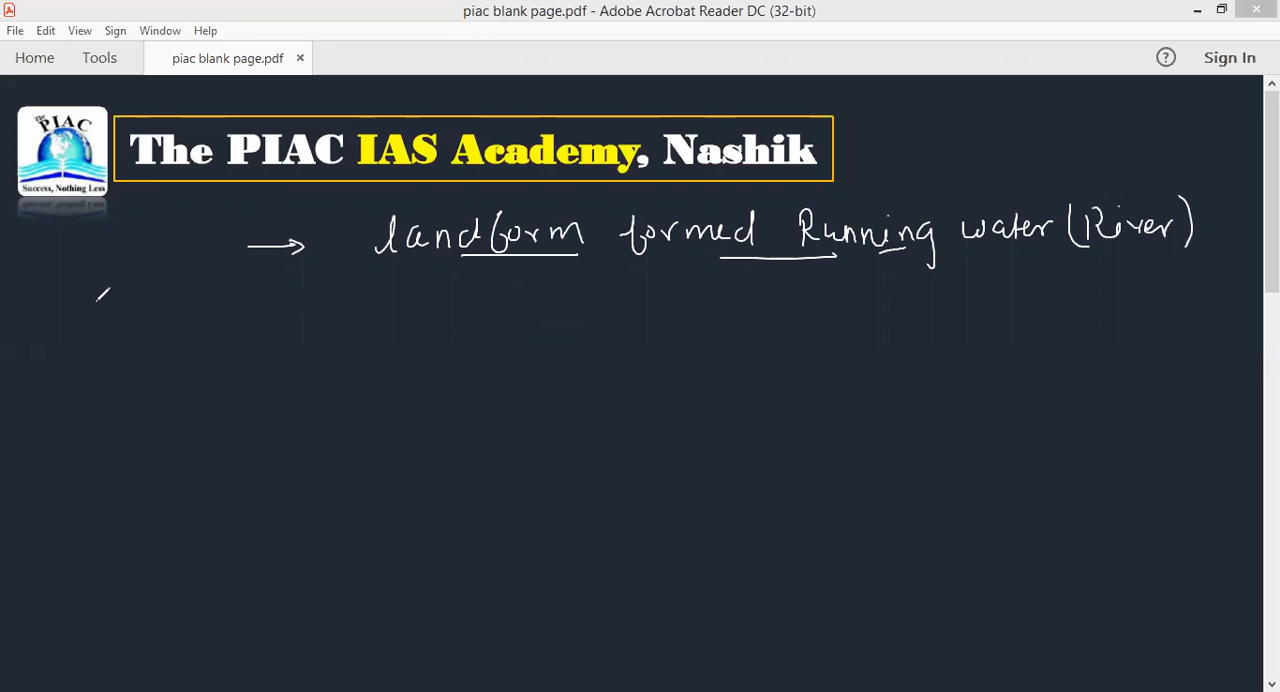 piac blank page.pdf - Adobe Acrobat Reader DC (32-bit)
File Edit View Sign Window Help
Home Tools piac blank page.pdf × ? Sign In
The PIAC
Success, Nothing Less
The PIAC IAS Academy, Nashik
→ landform formed Running water (River)